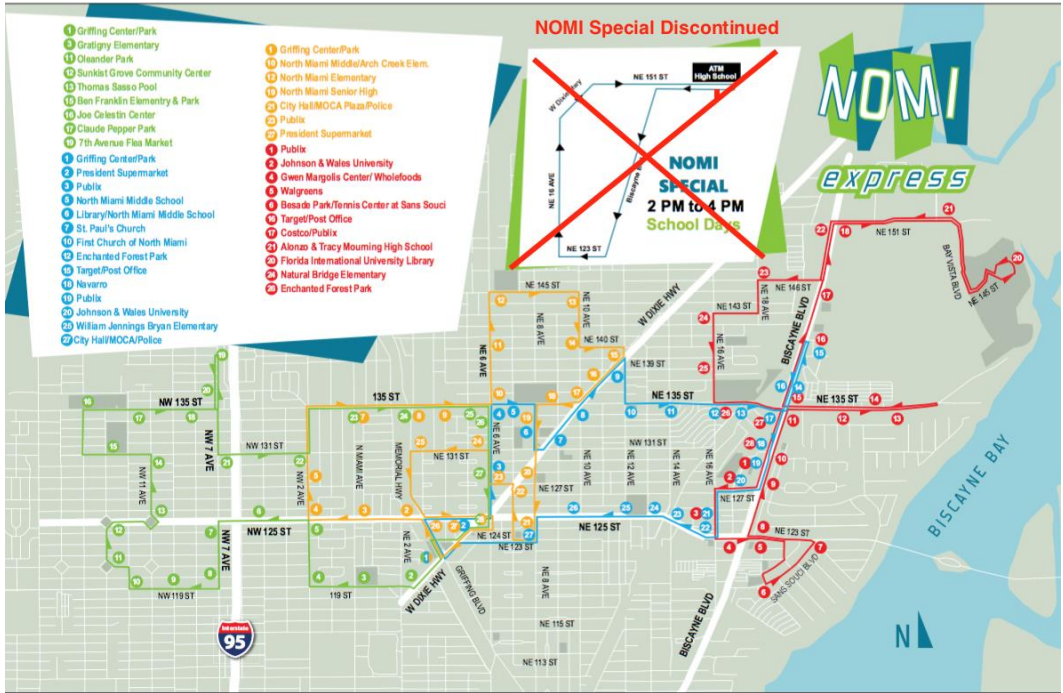 NOMI Special Discontinued
1 Griffing Center/Park
3 Gratigny Elementary
11 Oleander Park
12 Sunkist Grove Community Center
13 Thomas Sasso Pool
15 Ben Franklin Elementry & Park
16 Joe Celestin Center
17 Claude Pepper Park
19 7th Avenue Flea Market
1 Griffing Center/Park
2 President Supermarket
3 Publix
5 North Miami Middle School
6 Library/North Miami Middle School
7 St. Paul's Church
10 First Church of North Miami
12 Enchanted Forest Park
15 Target/Post Office
18 Navarro
19 Publix
20 Johnson & Wales University
25 William Jennings Bryan Elementary
27 City Hall/MOCA/Police
1 Griffing Center/Park
10 North Miami Middle/Arch Creek Elem.
12 North Miami Elementary
19 North Miami Senior High
21 City Hall/MOCA Plaza/Police
23 Publix
27 President Supermarket
1 Publix
2 Johnson & Wales University
4 Gwen Margolis Center/ Wholefoods
5 Walgreens
6 Besade Park/Tennis Center at Sans Souci
16 Target/Post Office
17 Costco/Publix
21 Alonzo & Tracy Mourning High School
20 Florida International University Library
24 Natural Bridge Elementary
26 Enchanted Forest Park
ATM
High School
NE 151 ST
W Dixie Hwy
NE 16 AVE
NOMI
SPECIAL
2 PM to 4 PM
School Days
NE 123 ST
NOMI
express
NE 151 ST
BAY VISTA BLVD
NE 145 ST
NE 146 ST
NE 18 AVE
NE 143 ST
NE 16 AVE
BISCAYNE BLVD
W DIXIE HWY
NE 145 ST
NE 10 AVE
NE 8 AVE
NE 140 ST
NE 6 AVE
NE 139 ST
NW 135 ST
135 ST
NE 135 ST
NE 135 ST
NW 7 AVE
NW 131 ST
NW 11 AVE
NW 2 AVE
N MIAMI AVE
MEMORIAL HWY
NE 131 ST
NE 6 AVE
NE 127 ST
NE 10 AVE
NE 12 AVE
NW 131 ST
NE 14 AVE
NE 16 AVE
NE 127 ST
NW 125 ST
NE 125 ST
NE 124 ST
NE 123 ST
NE 123 ST
NW 7 AVE
NE 2 AVE
NW 119 ST
119 ST
W DIXIE HWY
GRIFFING BLVD
NE 8 AVE
NE 115 ST
NE 113 ST
SANS SOUCI BLVD
BISCAYNE BLVD
BISCAYNE BAY
Interstate
95
N